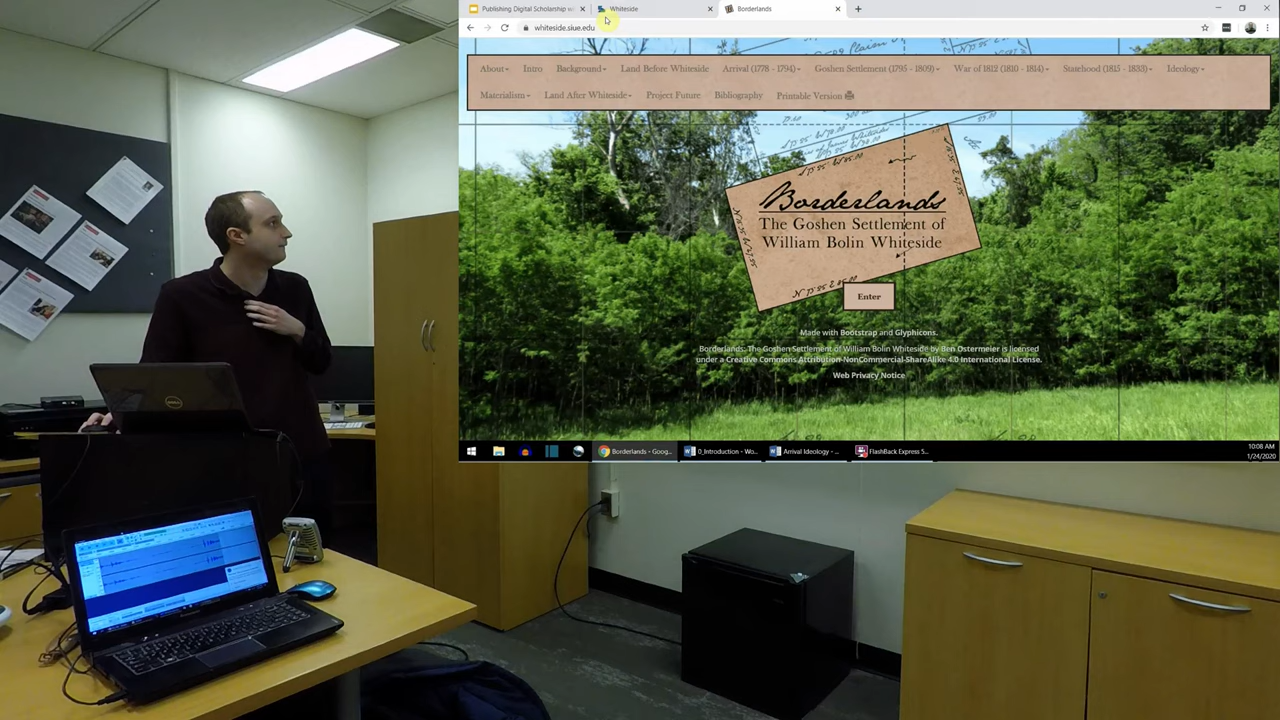 Publishing Digital Scholarship w
Whiteside
Borderlands
whiteside.siue.edu
About
Intro
Background
Land Before Whiteside
Arrival (1778 - 1794)
Goshen Settlement (1795 - 1809)
War of 1812 (1810 - 1814)
Statehood (1815 - 1833)
Ideology
Materialism
Land After Whiteside
Project Future
Bibliography
Printable Version
Borderlands
The Goshen Settlement of
William Bolin Whiteside
Enter
Made with Bootstrap and Glyphicons.
Borderlands: The Goshen Settlement of William Bolin Whiteside by Ben Ostermeier is licensed
under a Creative Commons Attribution-NonCommercial-ShareAlike 4.0 International License.
Web Privacy Notice
Borderlands - Goog...
0_Introduction - Wo...
Arrival Ideology - ...
FlashBack Express 5...
10:08 AM
1/24/2020
DELL